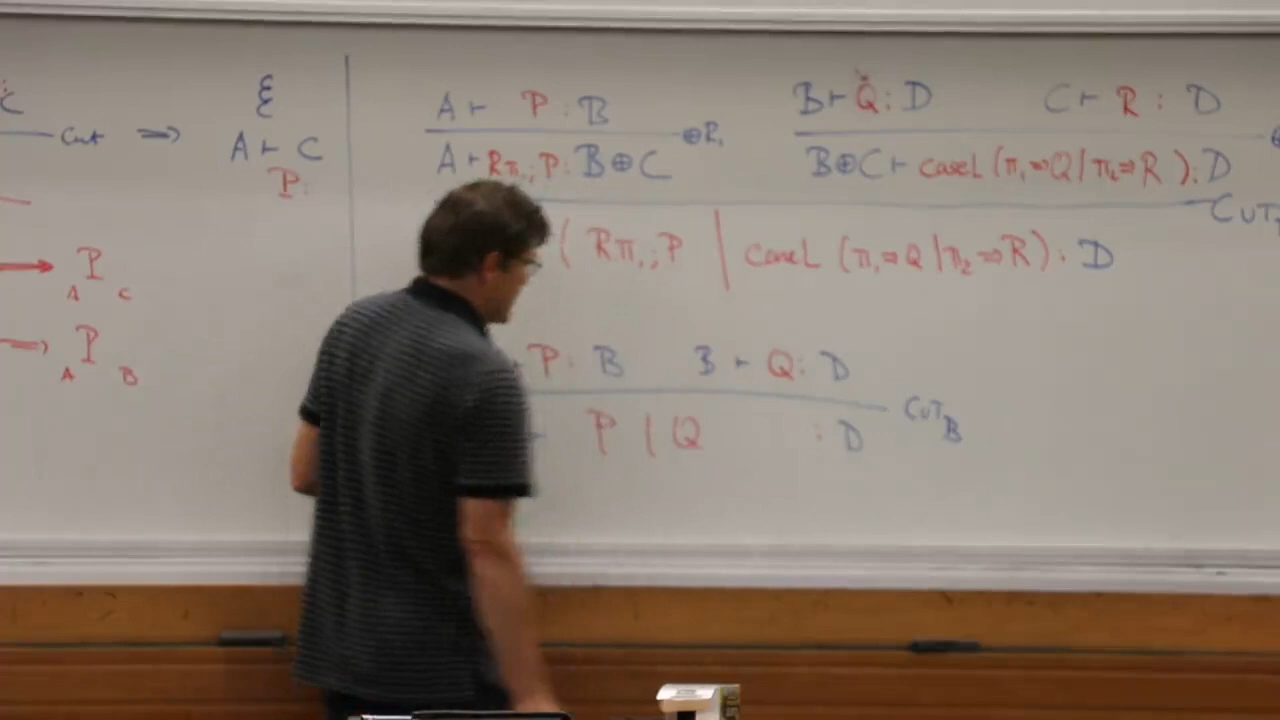 C
cut ⇒
ℰ
A ⊢ C
P:
→ P
A C
⇒ P
A B
A ⊢ P : B
⊕R₁
A ⊢ Rπ₁;P : B⊕C
B ⊢ Q : D C ⊢ R : D
B⊕C ⊢ caseL (π₁⇒Q | π₂⇒R ) : D
CUT
( Rπ₁;P | caseL (π₁⇒Q | π₂⇒R) : D
P : B B ⊢ Q : D
CUT_B
⊢ P | Q : D